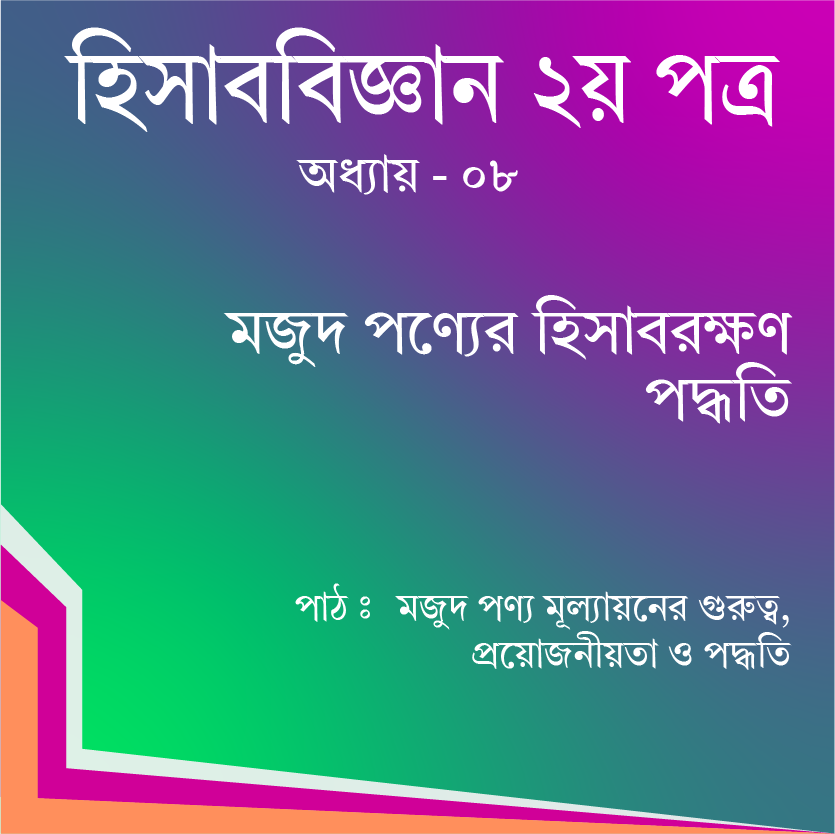 হিসাববিজ্ঞান ২য় পত্র
অধ্যায় - ০৮
মজুদ পণ্যের হিসাবরক্ষণ
পদ্ধতি
পাঠ ঃ মজুদ পণ্য মূল্যায়নের গুরুত্ব,
প্রয়োজনীয়তা ও পদ্ধতি